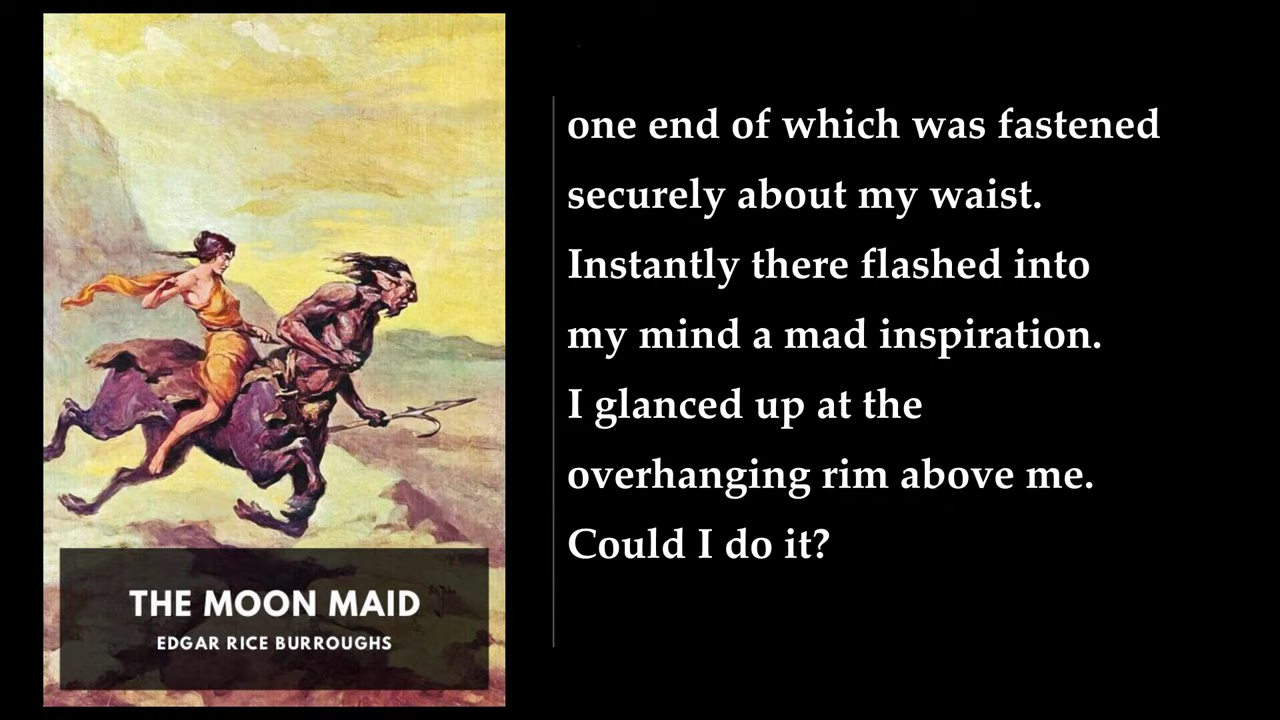 THE MOON MAID
EDGAR RICE BURROUGHS
one end of which was fastened
securely about my waist.
Instantly there flashed into
my mind a mad inspiration.
I glanced up at the
overhanging rim above me.
Could I do it?